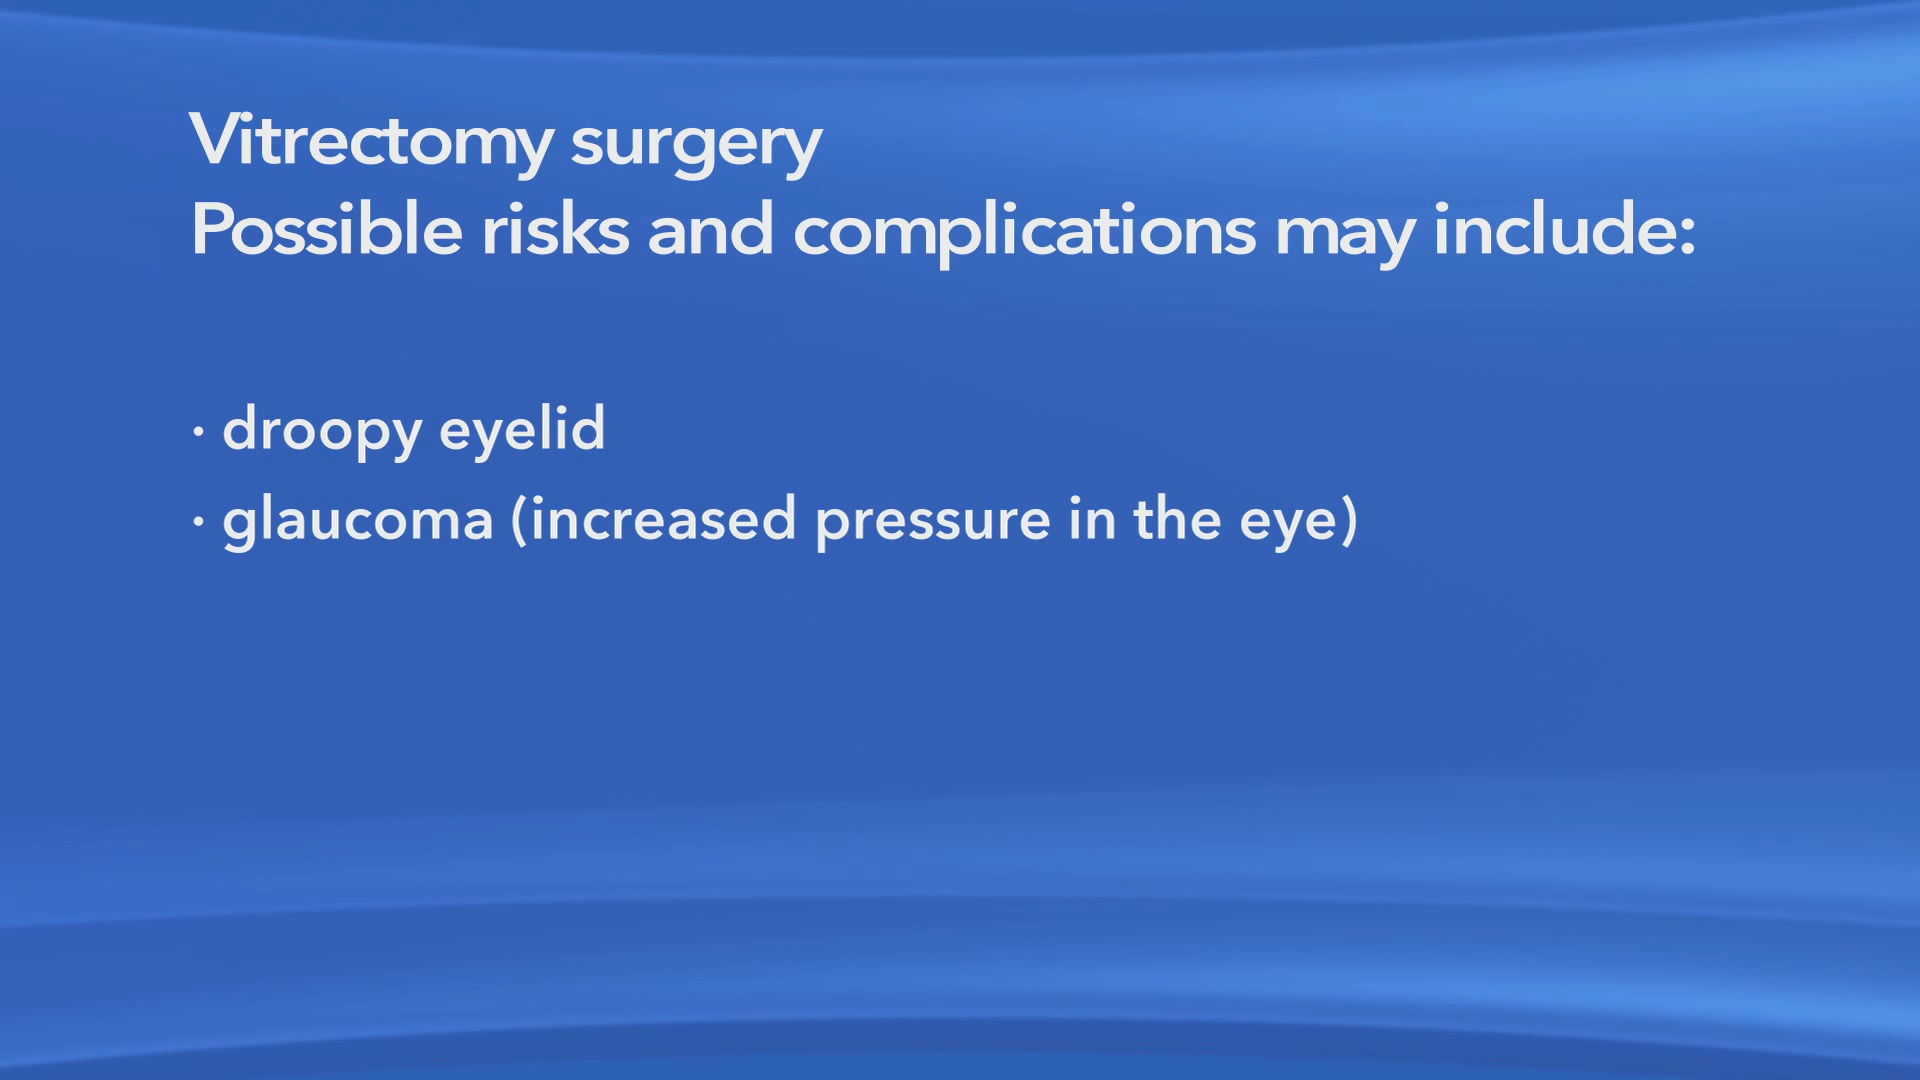 Vitrectomy surgery
Possible risks and complications may include:
· droopy eyelid
· glaucoma (increased pressure in the eye)